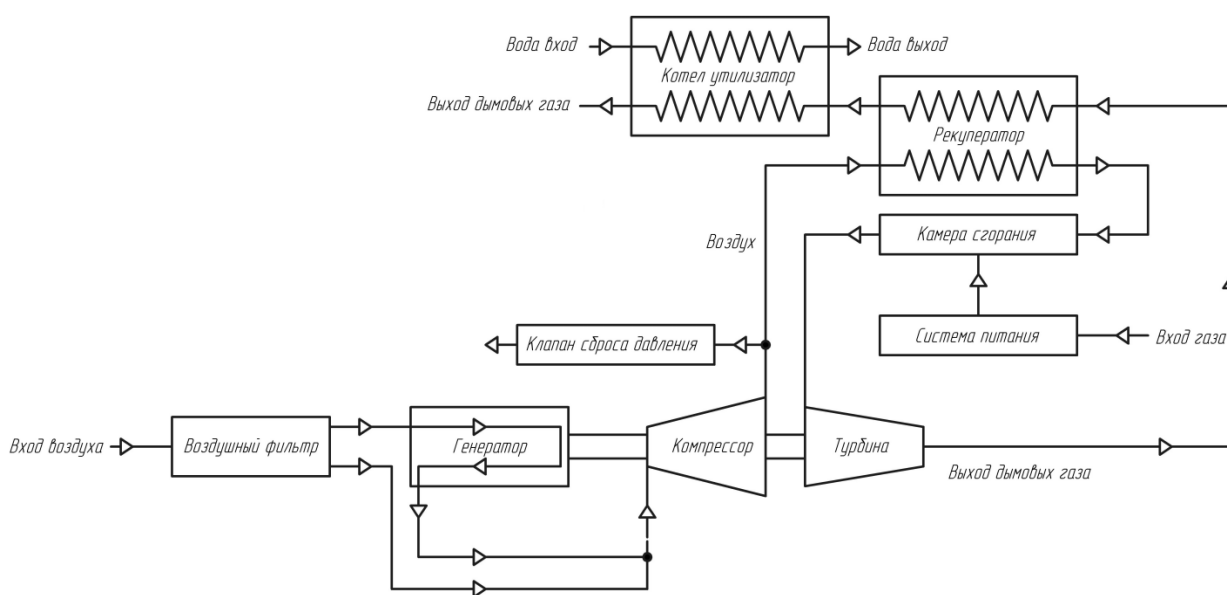 Вода вход
Вода выход
Котел утилизатор
Выход дымовых газа
Рекуператор
Воздух
Камера сгорания
Клапан сброса давления
Система питания
Вход газа
Вход воздуха
Воздушный фильтр
Генератор
Компрессор
Турбина
Выход дымовых газа